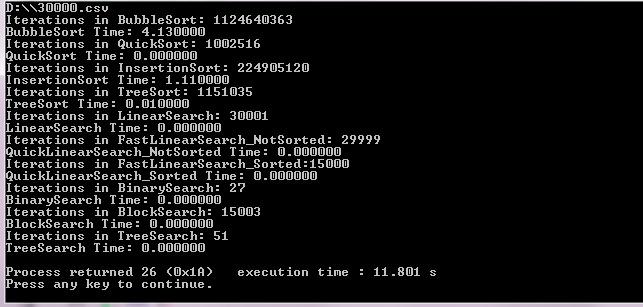 D:\\30000.csv
Iterations in BubbleSort: 1124640363
BubbleSort Time: 4.130000
Iterations in QuickSort: 1002516
QuickSort Time: 0.000000
Iterations in InsertionSort: 224905120
InsertionSort Time: 1.110000
Iterations in TreeSort: 1151035
TreeSort Time: 0.010000
Iterations in LinearSearch: 30001
LinearSearch Time: 0.000000
Iterations in FastLinearSearch_NotSorted: 29999
QuickLinearSearch_NotSorted Time: 0.000000
Iterations in FastLinearSearch_Sorted:15000
QuickLinearSearch_Sorted Time: 0.000000
Iterations in BinarySearch: 27
BinarySearch Time: 0.000000
Iterations in BlockSearch: 15003
BlockSearch Time: 0.000000
Iterations in TreeSearch: 51
TreeSearch Time: 0.000000
Process returned 26 (0x1A)   execution time : 11.801 s
Press any key to continue.